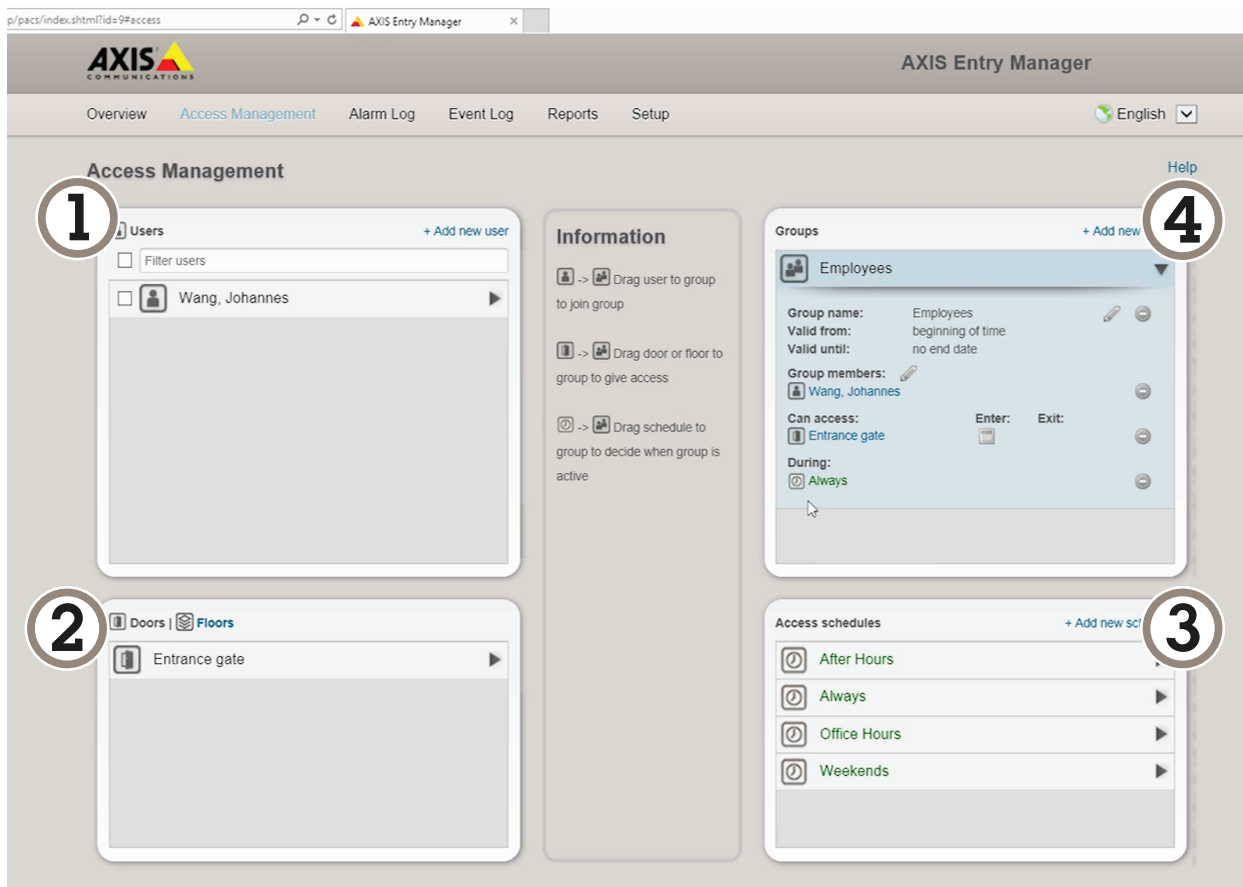 p/pacs/index.shtml?id=9#access
AXIS Entry Manager
AXIS
COMMUNICATIONS
AXIS Entry Manager
Overview
Access Management
Alarm Log
Event Log
Reports
Setup
English
Access Management
Help
1
Users
+ Add new user
Filter users
Wang, Johannes
Information
-> Drag user to group
to join group
-> Drag door or floor to
group to give access
-> Drag schedule to
group to decide when group is
active
4
Groups
+ Add new
Employees
Group name: Employees
Valid from: beginning of time
Valid until: no end date
Group members:
Wang, Johannes
Can access: Enter: Exit:
Entrance gate
During:
Always
2
Doors | Floors
Entrance gate
3
Access schedules
+ Add new sc
After Hours
Always
Office Hours
Weekends